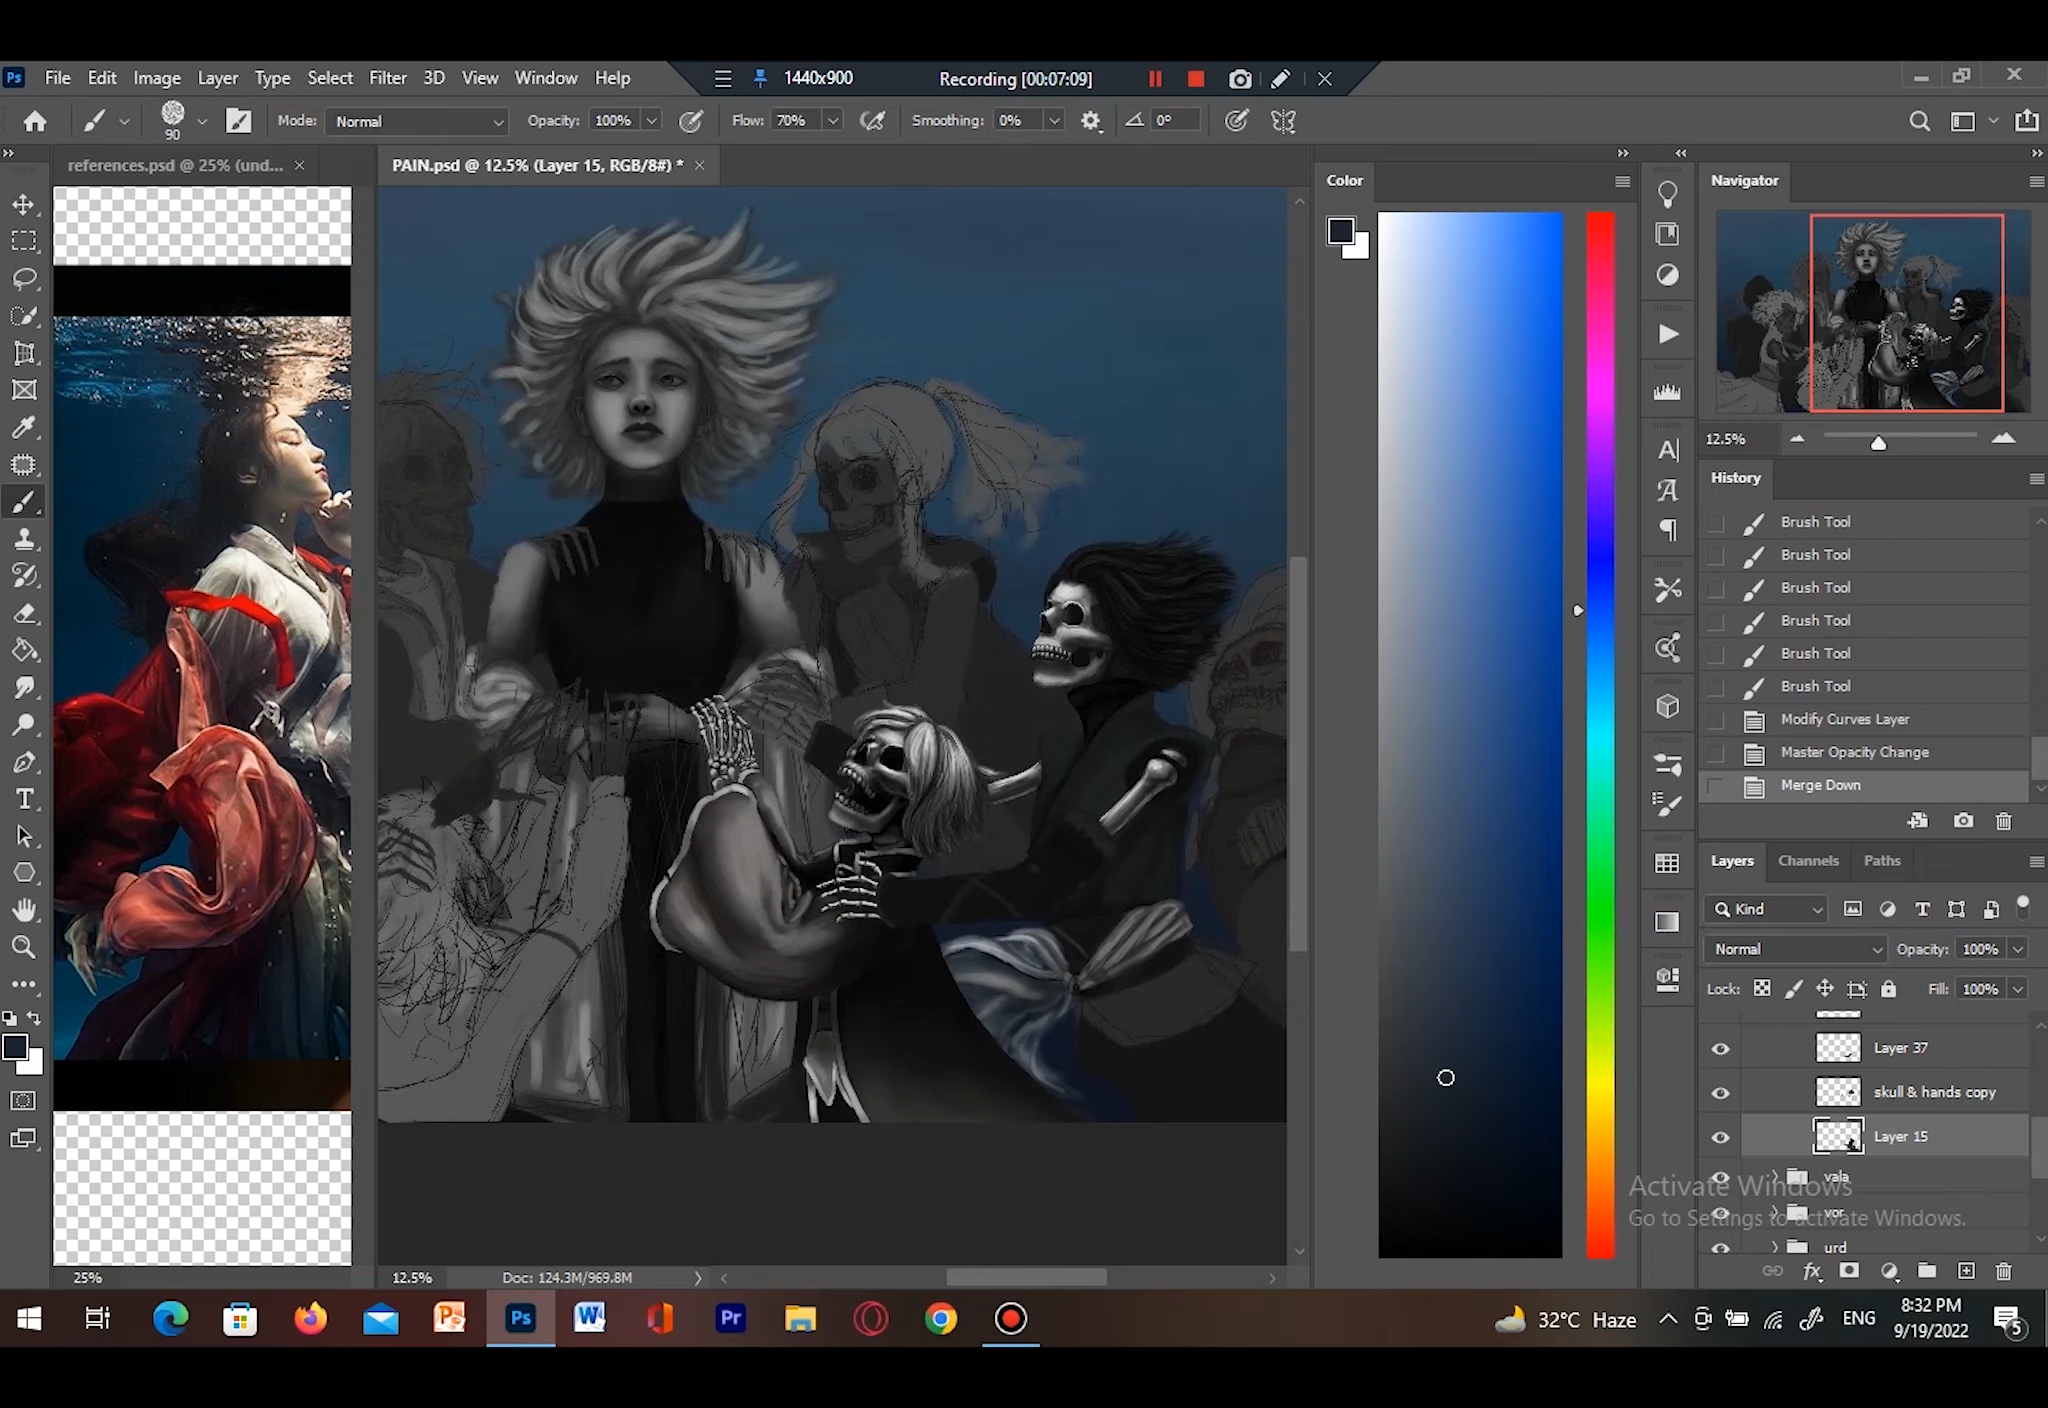 Ps File Edit Image Layer Type Select Filter 3D View Window Help
1440x900 Recording [00:07:09]
90 Mode: Normal Opacity: 100% Flow: 70% Smoothing: 0% 0°
references.psd @ 25% (und...
PAIN.psd @ 12.5% (Layer 15, RGB/8#) *
Color
Navigator
12.5%
History
Brush Tool
Brush Tool
Brush Tool
Brush Tool
Brush Tool
Brush Tool
Modify Curves Layer
Master Opacity Change
Merge Down
Layers Channels Paths
Kind
Normal Opacity: 100%
Lock: Fill: 100%
Layer 37
skull & hands copy
Layer 15
vala
vor
urd
Activate Windows
Go to Settings to activate Windows.
25%
12.5% Doc: 124.3M/969.8M
32°C Haze ENG
8:32 PM
9/19/2022
5